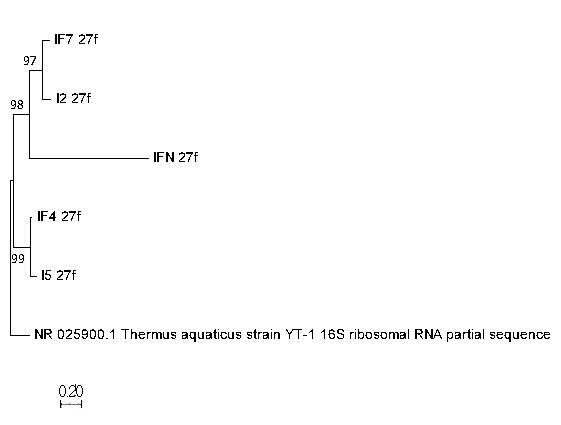 IF7 27f
97
I2 27f
98
IFN 27f
IF4 27f
99
I5 27f
NR 025900.1 Thermus aquaticus strain YT-1 16S ribosomal RNA partial sequence
0.20